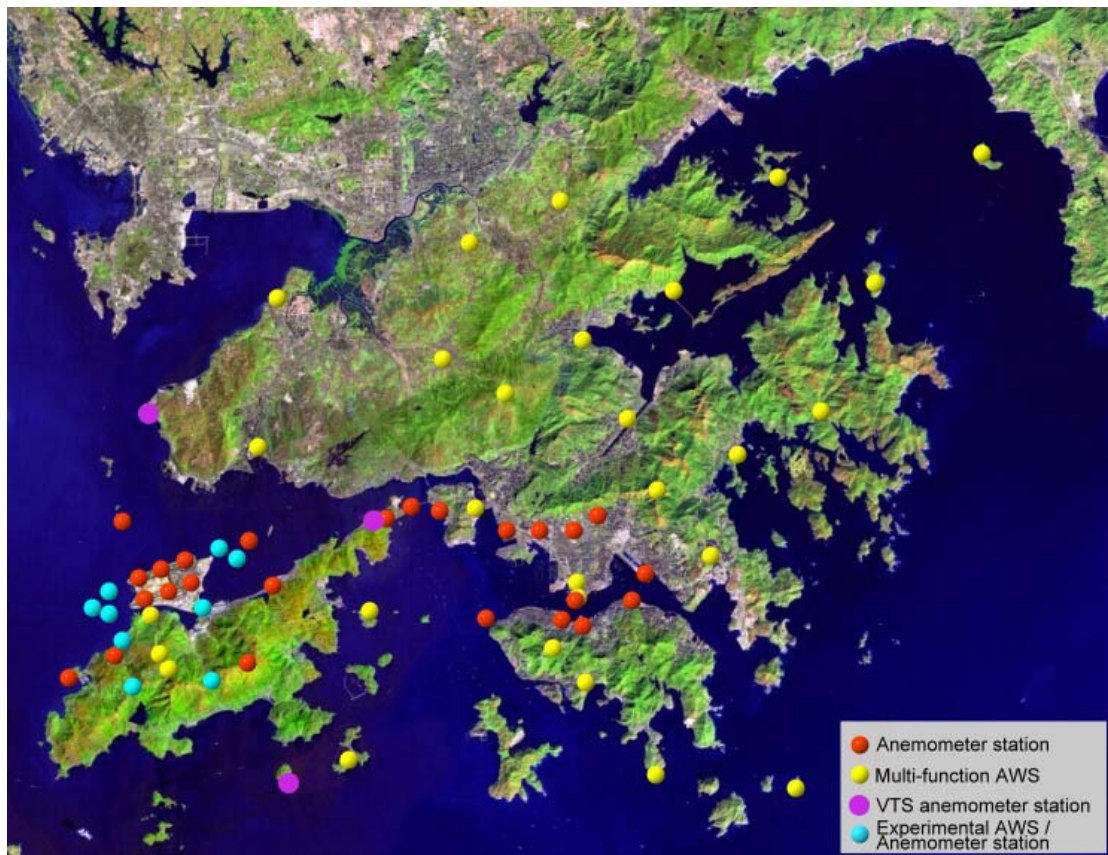 Anemometer station
Multi-function AWS
VTS anemometer station
Experimental AWS /
Anemometer station